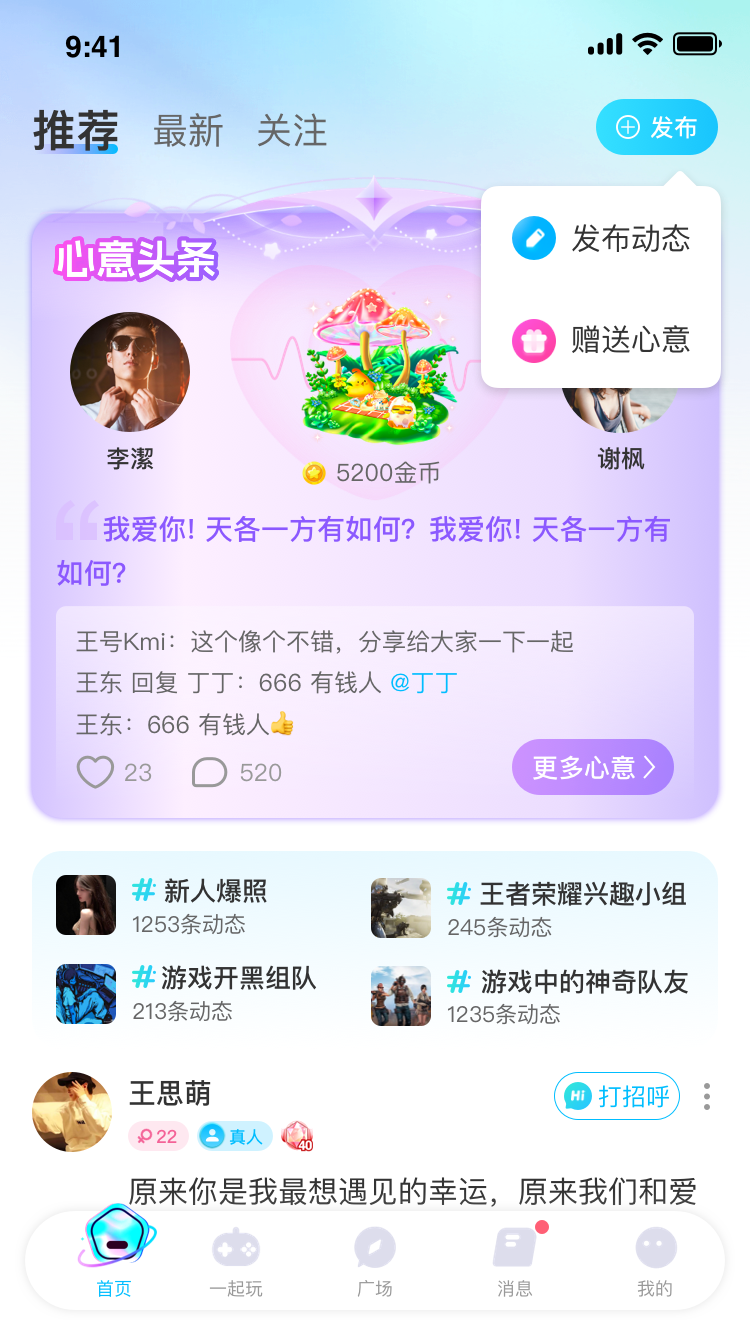 9:41
推荐 最新 关注 发布
发布动态
赠送心意
心意头条
李潔 谢枫
5200金币
我爱你! 天各一方有如何? 我爱你! 天各一方有
如何?
王号Kmi：这个像个不错，分享给大家一下一起
王东 回复 丁丁：666 有钱人 @丁丁
王东：666 有钱人👍
23 520 更多心意
# 新人爆照
1253条动态
# 王者荣耀兴趣小组
245条动态
# 游戏开黑组队
213条动态
# 游戏中的神奇队友
1235条动态
王思萌 Hi 打招呼
22 真人 40
原来你是我最想遇见的幸运，原来我们和爱
首页 一起玩 广场 消息 我的